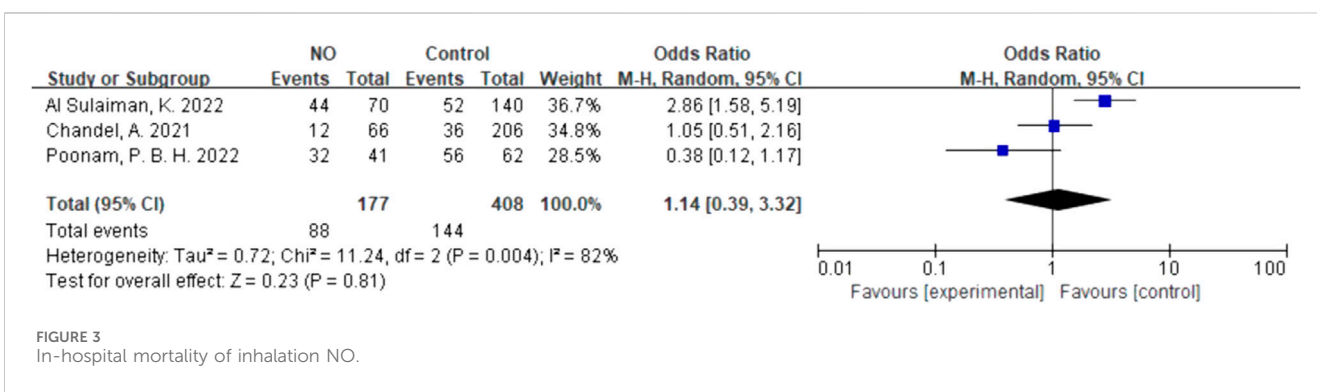 NO Control Odds Ratio Odds Ratio
Study or Subgroup Events Total Events Total Weight M-H, Random, 95% CI M-H, Random, 95% CI
Al Sulaiman, K. 2022 44 70 52 140 36.7% 2.86 [1.58, 5.19]
Chandel, A. 2021 12 66 36 206 34.8% 1.05 [0.51, 2.16]
Poonam, P. B. H. 2022 32 41 56 62 28.5% 0.38 [0.12, 1.17]
Total (95% CI) 177 408 100.0% 1.14 [0.39, 3.32]
Total events 88 144
Heterogeneity: Tau² = 0.72; Chi² = 11.24, df = 2 (P = 0.004); I² = 82%
Test for overall effect: Z = 0.23 (P = 0.81)
0.01 0.1 1 10 100
Favours [experimental] Favours [control]
FIGURE 3
In-hospital mortality of inhalation NO.